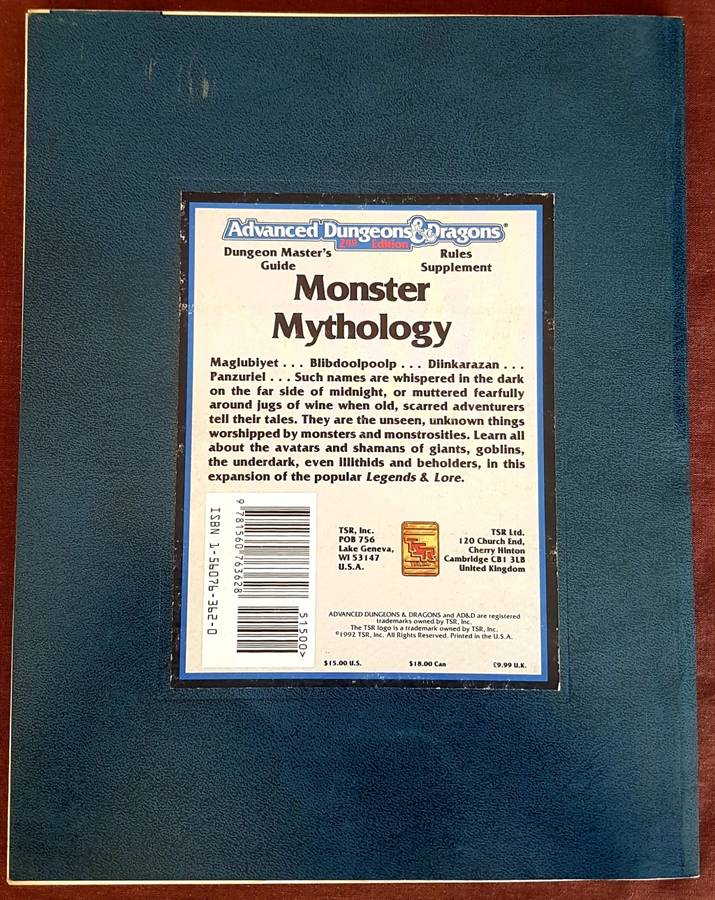 Advanced Dungeons & Dragons®
2nd Edition
Dungeon Master's
Guide
Rules
Supplement
Monster
Mythology
Maglubiyet . . . Blibdoolpoolp . . . Diinkarazan . . .
Panzuriel . . . Such names are whispered in the dark
on the far side of midnight, or muttered fearfully
around jugs of wine when old, scarred adventurers
tell their tales. They are the unseen, unknown things
worshipped by monsters and monstrosities. Learn all
about the avatars and shamans of giants, goblins,
the underdark, even illithids and beholders, in this
expansion of the popular Legends & Lore.
ISBN 1-56076-362-0
9 781560 763628
51500>
TSR, Inc.
POB 756
Lake Geneva,
WI 53147
U.S.A.
TSR
TSR Ltd.
120 Church End,
Cherry Hinton
Cambridge CB1 3LB
United Kingdom
ADVANCED DUNGEONS & DRAGONS and AD&D are registered
trademarks owned by TSR, Inc.
The TSR logo is a trademark owned by TSR, Inc.
©1992 TSR, Inc. All Rights Reserved. Printed in the U.S.A.
$15.00 U.S.
$18.00 Can
£9.99 U.K.